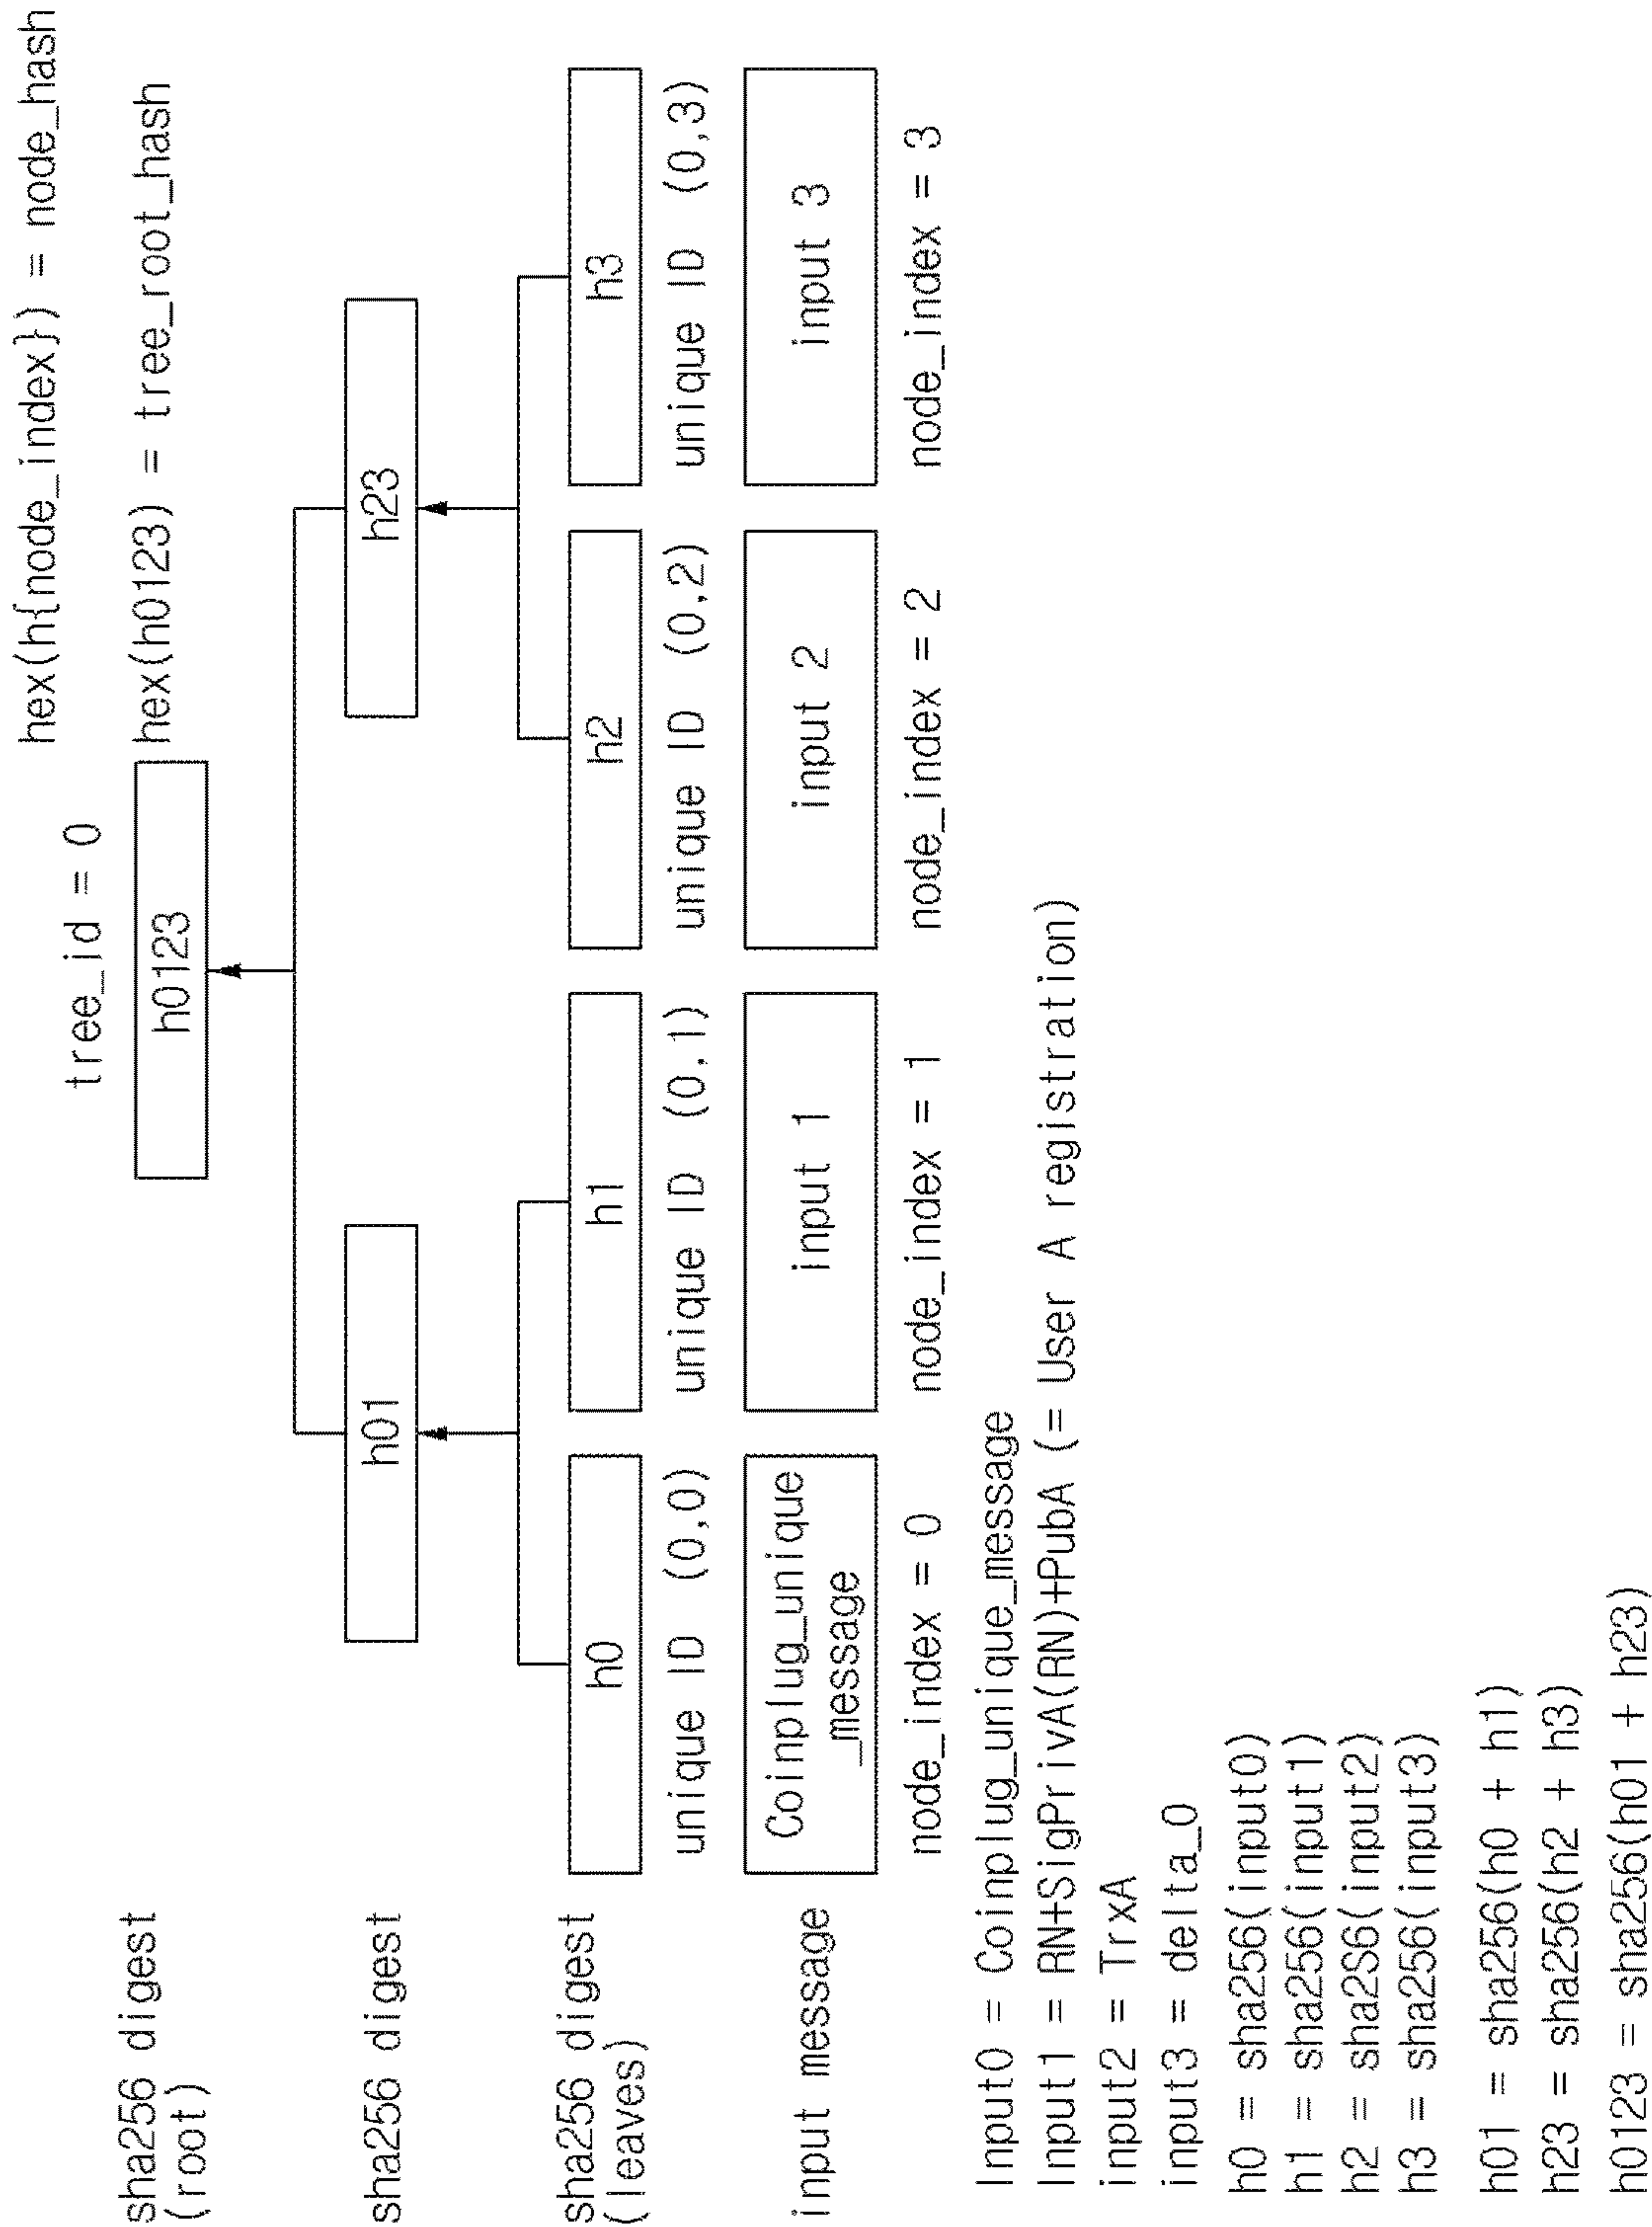 hex(h{node_index}) = node_hash
tree_id = 0
sha256 digest
(root)
h0123
hex(h0123) = tree_root_hash
sha256 digest
h01
h23
sha256 digest
(leaves)
h0
h1
h2
h3
unique ID (0,0)
unique ID (0,1)
unique ID (0,2)
unique ID (0,3)
input message
Coinplug_unique
_message
input 1
input 2
input 3
node_index = 0
node_index = 1
node_index = 2
node_index = 3
Input0 = Coinplug_unique_message
Input1 = RN+SigPrivA(RN)+PubA (= User A registration)
input2 = TrxA
input3 = delta_0
h0 = sha256(input0)
h1 = sha256(input1)
h2 = sha2S6(input2)
h3 = sha256(input3)
h01 = sha256(h0 + h1)
h23 = sha256(h2 + h3)
h0123 = sha256(h01 + h23)